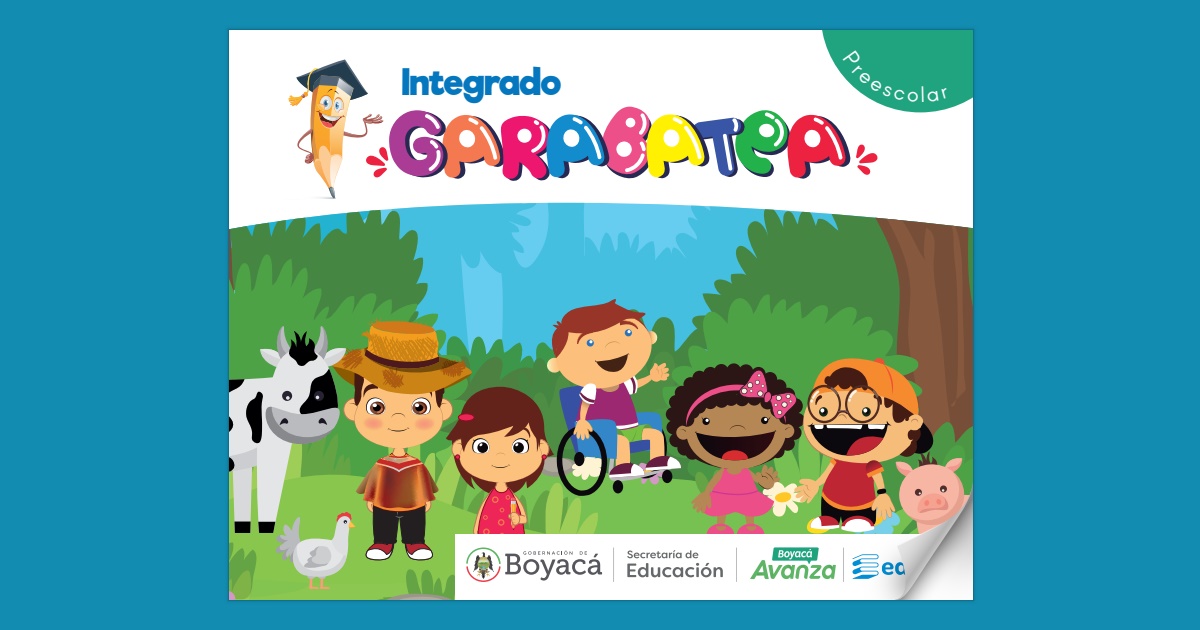 Integrado
GARABATEA
Preescolar
GOBERNACIÓN DE
Boyacá
Secretaría de
Educación
Boyacá
Avanza